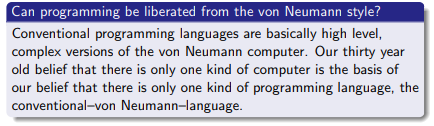 Can programming be liberated from the von Neumann style?
Conventional programming languages are basically high level,
complex versions of the von Neumann computer. Our thirty year
old belief that there is only one kind of computer is the basis of
our belief that there is only one kind of programming language, the
conventional–von Neumann–language.